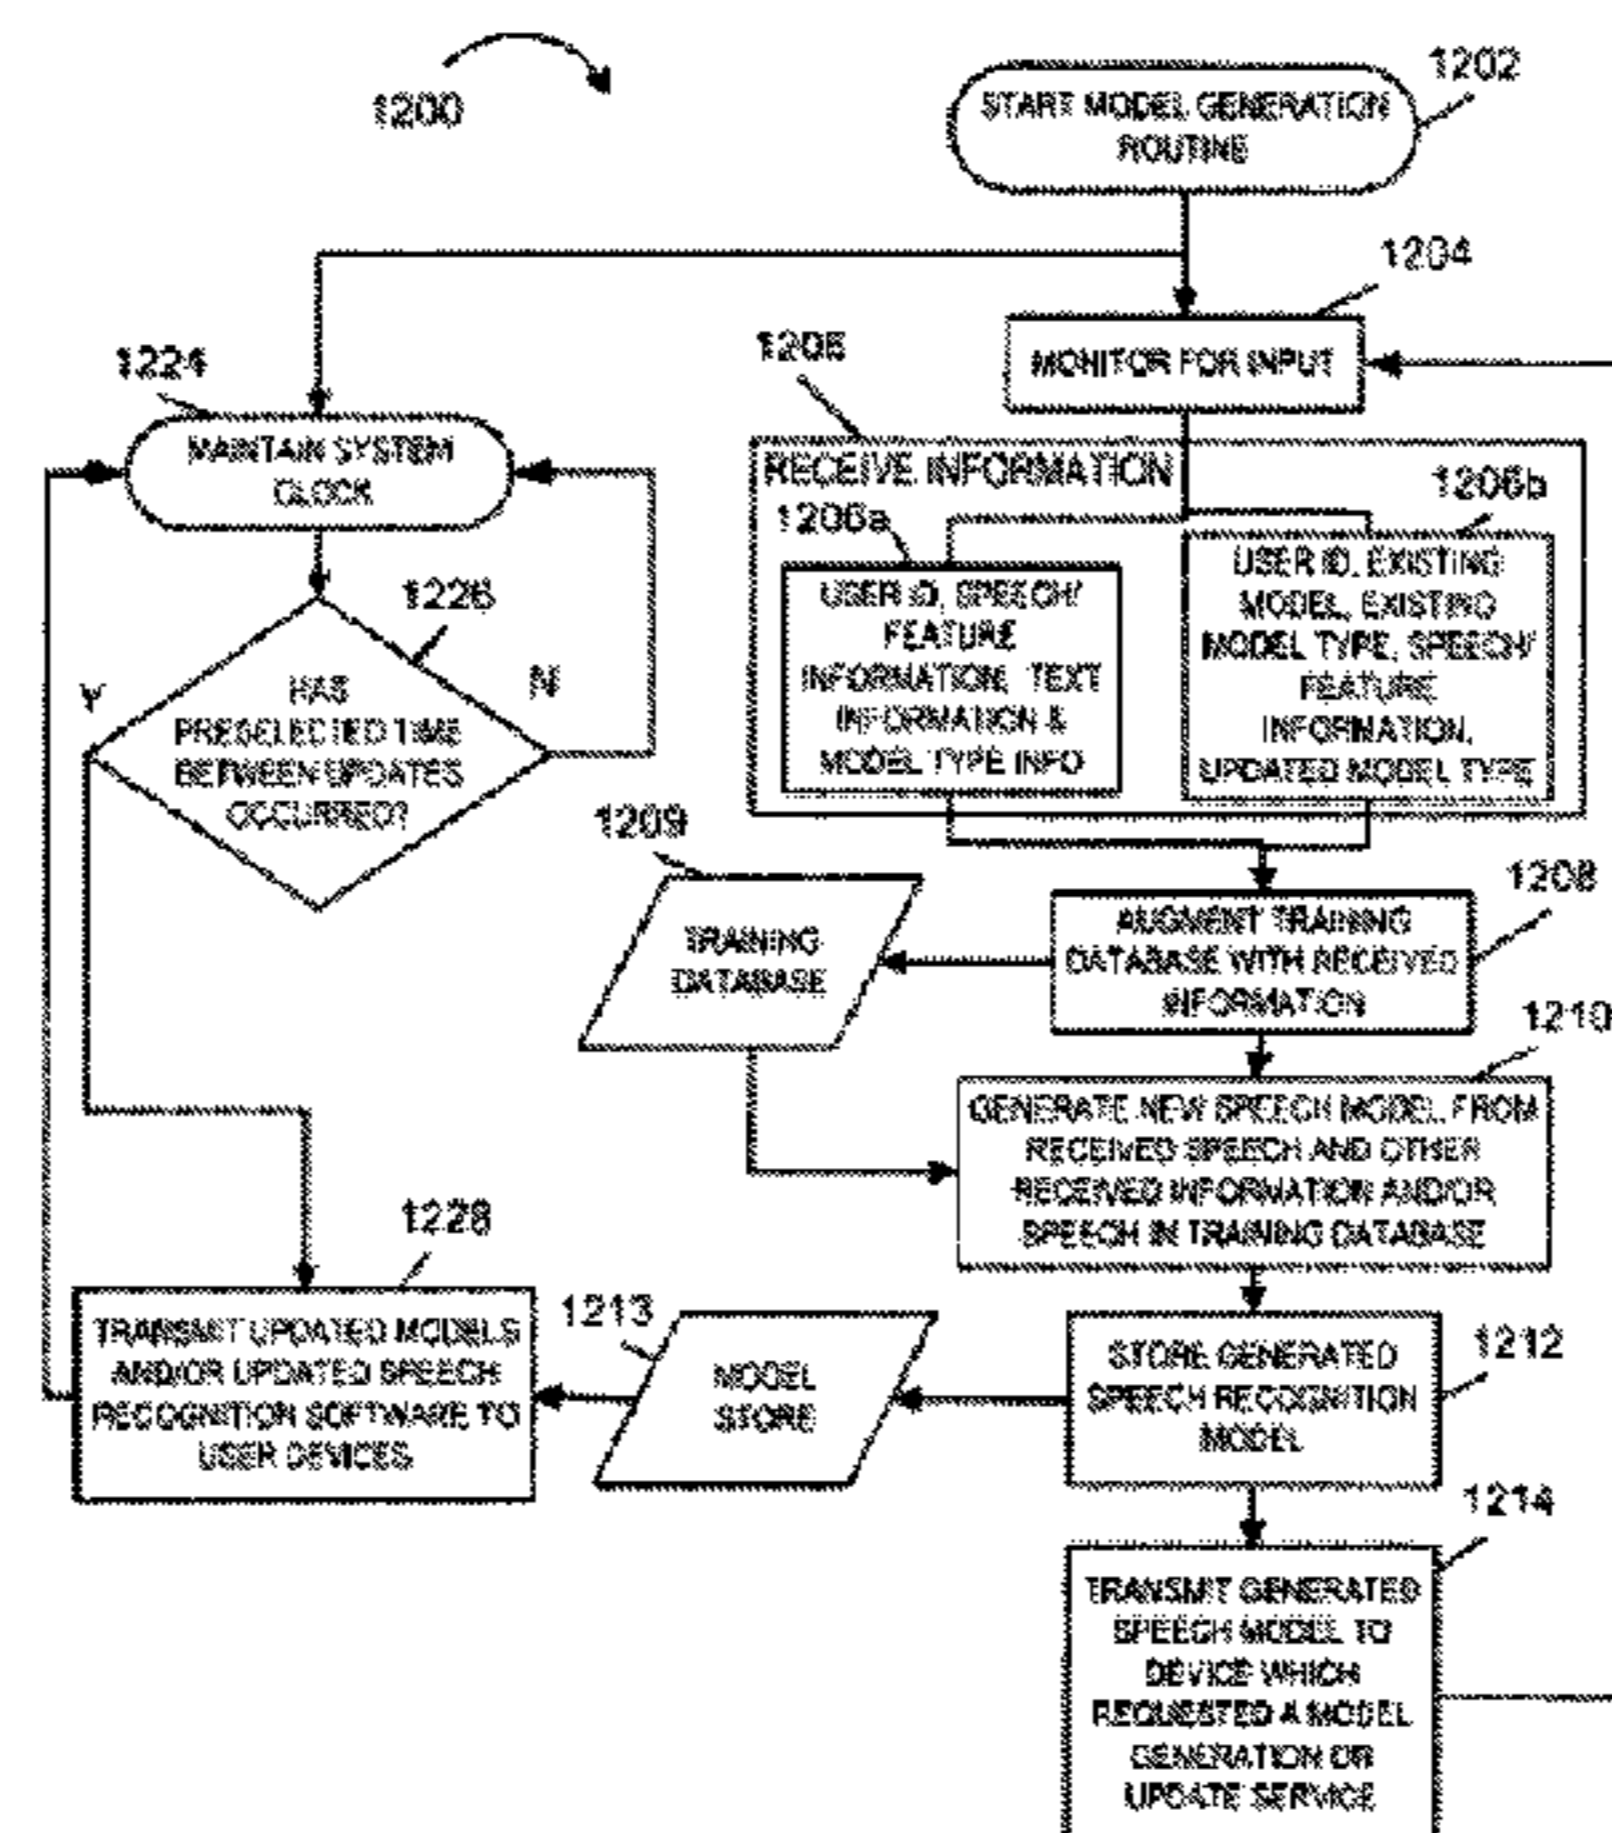 1200
1202
START MODEL GENERATION
ROUTINE
1204
MONITOR FOR INPUT
1224
MAINTAIN SYSTEM
CLOCK
1206
RECEIVE INFORMATION
1206a
USER ID, SPEECH/
FEATURE
INFORMATION, TEXT
INFORMATION &
MODEL TYPE INFO
1206b
USER ID, EXISTING
MODEL, EXISTING
MODEL TYPE, SPEECH/
FEATURE
INFORMATION,
UPDATED MODEL TYPE
1226
Y
N
HAS
PRESELECTED TIME
BETWEEN UPDATES
OCCURRED?
1209
TRAINING
DATABASE
1208
AUGMENT TRAINING
DATABASE WITH RECEIVED
INFORMATION
1210
GENERATE NEW SPEECH MODEL FROM
RECEIVED SPEECH AND OTHER
RECEIVED INFORMATION AND/OR
SPEECH IN TRAINING DATABASE
1228
TRANSMIT UPDATED MODELS
AND/OR UPDATED SPEECH
RECOGNITION SOFTWARE TO
USER DEVICES
1213
MODEL
STORE
1212
STORE GENERATED
SPEECH RECOGNITION
MODEL
1214
TRANSMIT GENERATED
SPEECH MODEL TO
DEVICE WHICH
REQUESTED A MODEL
GENERATION OR
UPDATE SERVICE